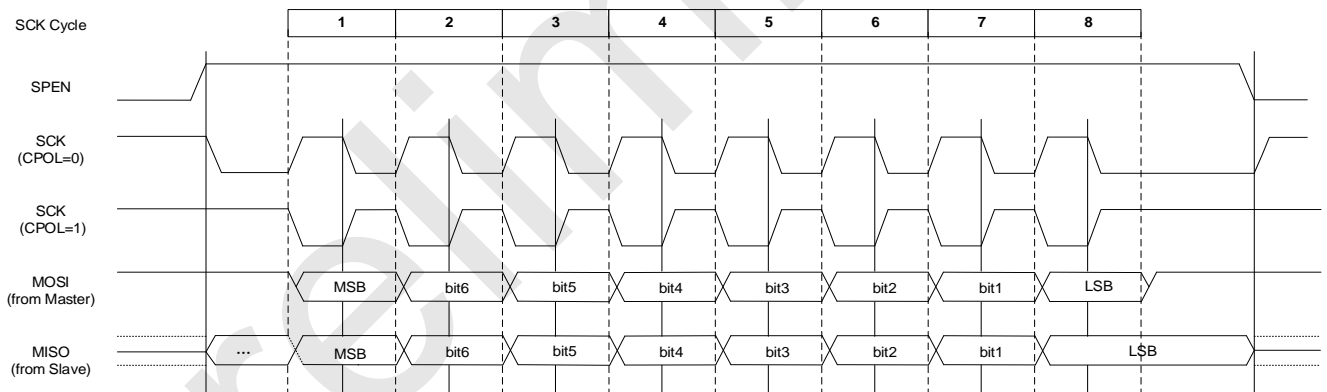 SCK Cycle 1 2 3 4 5 6 7 8
SPEN
SCK
(CPOL=0)
SCK
(CPOL=1)
MOSI
(from Master)
MSB bit6 bit5 bit4 bit3 bit2 bit1 LSB
MISO
(from Slave)
... MSB bit6 bit5 bit4 bit3 bit2 bit1 LSB
relim